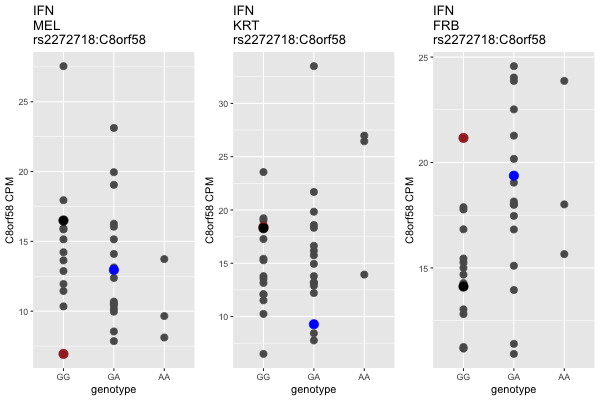 IFN
MEL
rs2272718:C8orf58
C8orf58 CPM
25
20
15
10
GG GA AA
genotype
IFN
KRT
rs2272718:C8orf58
C8orf58 CPM
30
25
20
15
10
GG GA AA
genotype
IFN
FRB
rs2272718:C8orf58
C8orf58 CPM
25
20
15
GG GA AA
genotype